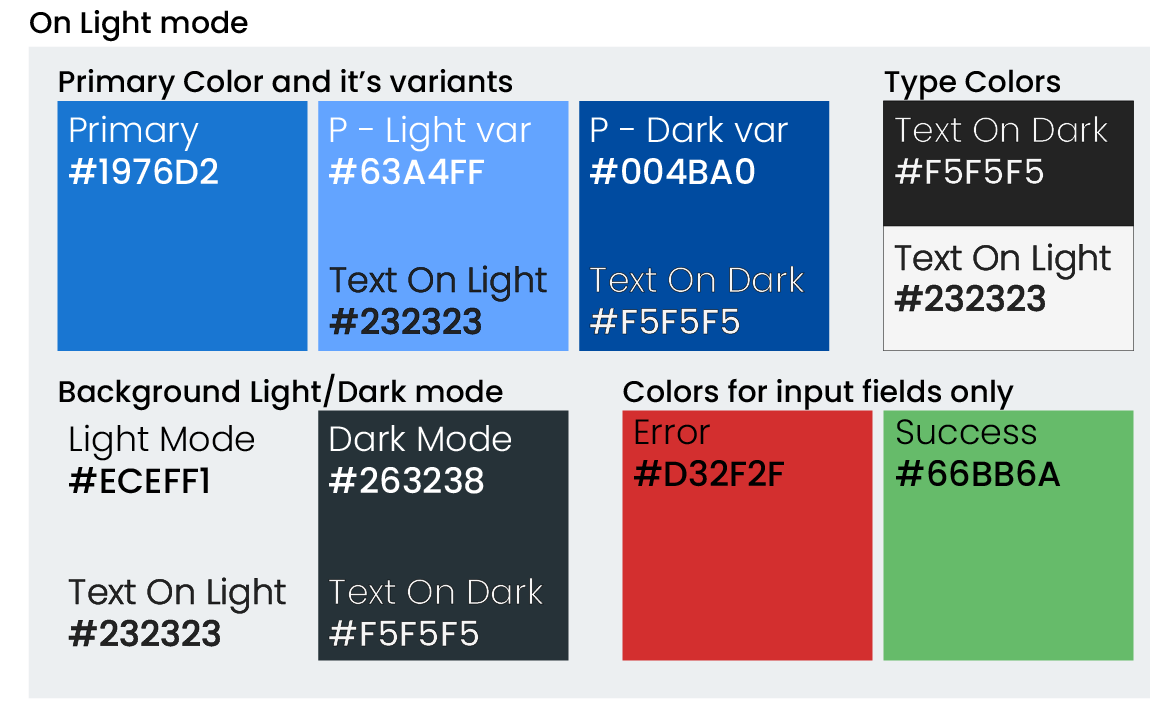 On Light mode
Primary Color and it's variants
Primary
#1976D2
P - Light var
#63A4FF
Text On Light
#232323
P - Dark var
#004BA0
Text On Dark
#F5F5F5
Type Colors
Text On Dark
#F5F5F5
Text On Light
#232323
Background Light/Dark mode
Light Mode
#ECEFF1
Text On Light
#232323
Dark Mode
#263238
Text On Dark
#F5F5F5
Colors for input fields only
Error
#D32F2F
Success
#66BB6A